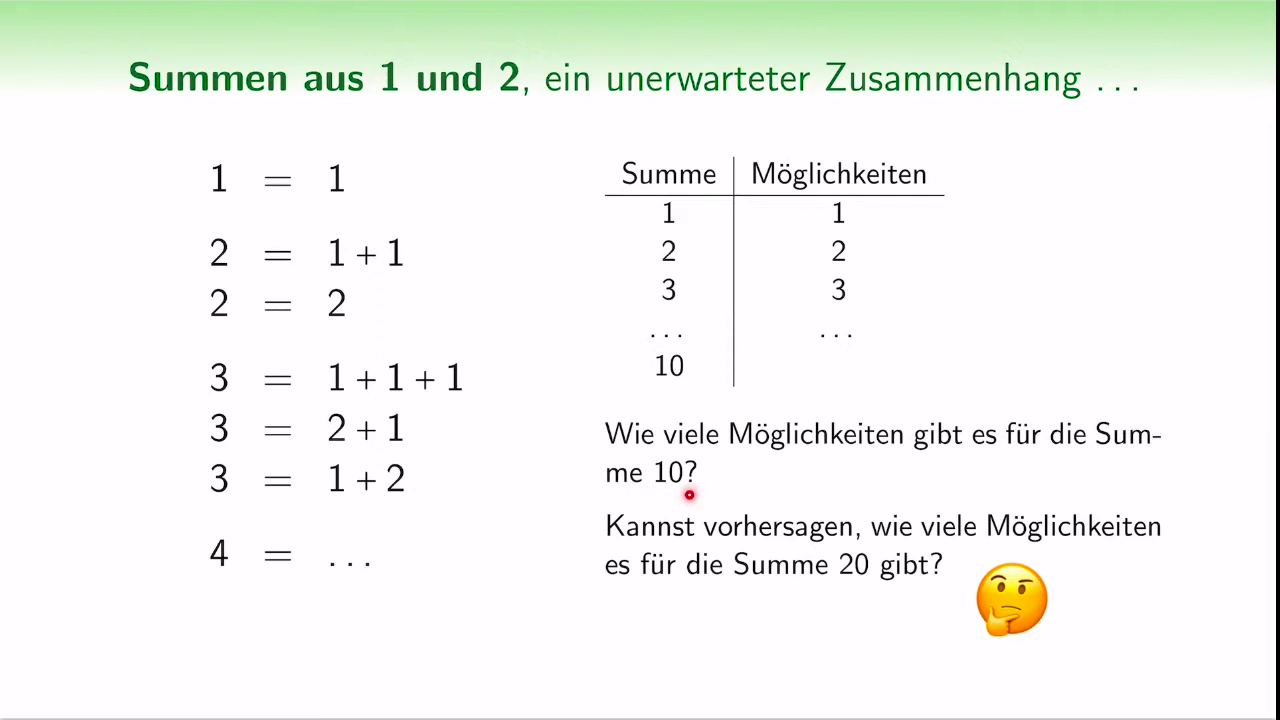 Summen aus 1 und 2, ein unerwarteter Zusammenhang ...
1 = 1
2 = 1 + 1
2 = 2
3 = 1 + 1 + 1
3 = 2 + 1
3 = 1 + 2
4 = ...
Summe Möglichkeiten
1 1
2 2
3 3
... ...
10
Wie viele Möglichkeiten gibt es für die Sum-
me 10?
Kannst vorhersagen, wie viele Möglichkeiten
es für die Summe 20 gibt?